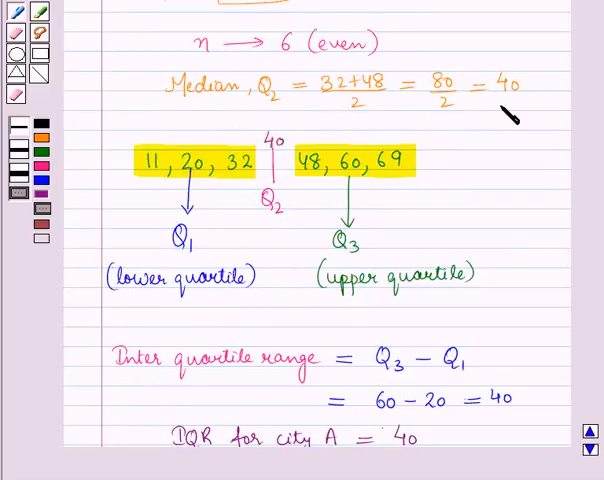 n → 6 (even)
Median, Q₂ = 32+48/2 = 80/2 = 40
40
11, 20, 32 48, 60, 69
Q₂
Q₁ Q₃
(lower quartile) (upper quartile)
Inter quartile range = Q₃ − Q₁
= 60 − 20 = 40
IQR for city A = 40